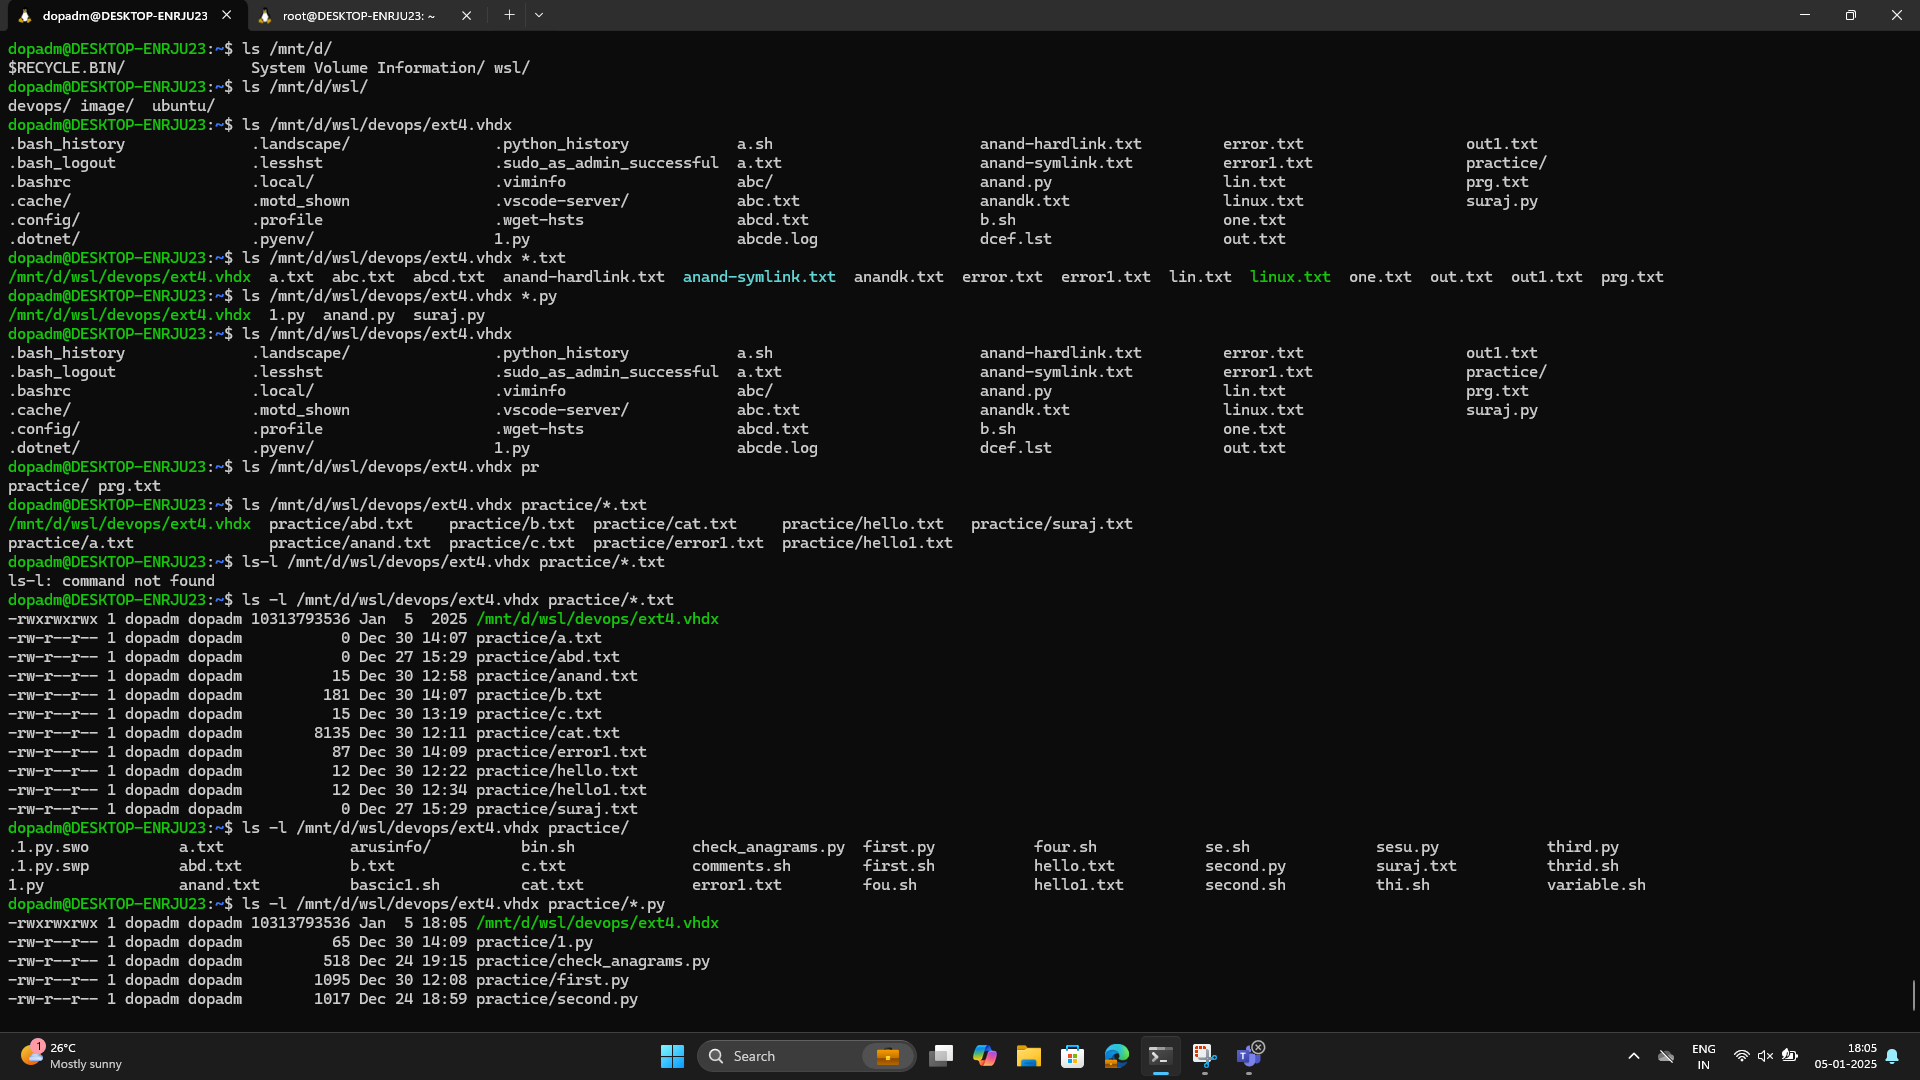 dopadm@DESKTOP-ENRJU23 root@DESKTOP-ENRJU23: ~
dopadm@DESKTOP-ENRJU23:~$ ls /mnt/d/
$RECYCLE.BIN/ System Volume Information/ wsl/
dopadm@DESKTOP-ENRJU23:~$ ls /mnt/d/wsl/
devops/ image/ ubuntu/
dopadm@DESKTOP-ENRJU23:~$ ls /mnt/d/wsl/devops/ext4.vhdx
.bash_history .landscape/ .python_history a.sh anand-hardlink.txt error.txt out1.txt
.bash_logout .lesshst .sudo_as_admin_successful a.txt anand-symlink.txt error1.txt practice/
.bashrc .local/ .viminfo abc/ anand.py lin.txt prg.txt
.cache/ .motd_shown .vscode-server/ abc.txt anandk.txt linux.txt suraj.py
.config/ .profile .wget-hsts abcd.txt b.sh one.txt
.dotnet/ .pyenv/ 1.py abcde.log dcef.lst out.txt
dopadm@DESKTOP-ENRJU23:~$ ls /mnt/d/wsl/devops/ext4.vhdx *.txt
/mnt/d/wsl/devops/ext4.vhdx a.txt abc.txt abcd.txt anand-hardlink.txt anand-symlink.txt anandk.txt error.txt error1.txt lin.txt linux.txt one.txt out.txt out1.txt prg.txt
dopadm@DESKTOP-ENRJU23:~$ ls /mnt/d/wsl/devops/ext4.vhdx *.py
/mnt/d/wsl/devops/ext4.vhdx 1.py anand.py suraj.py
dopadm@DESKTOP-ENRJU23:~$ ls /mnt/d/wsl/devops/ext4.vhdx
.bash_history .landscape/ .python_history a.sh anand-hardlink.txt error.txt out1.txt
.bash_logout .lesshst .sudo_as_admin_successful a.txt anand-symlink.txt error1.txt practice/
.bashrc .local/ .viminfo abc/ anand.py lin.txt prg.txt
.cache/ .motd_shown .vscode-server/ abc.txt anandk.txt linux.txt suraj.py
.config/ .profile .wget-hsts abcd.txt b.sh one.txt
.dotnet/ .pyenv/ 1.py abcde.log dcef.lst out.txt
dopadm@DESKTOP-ENRJU23:~$ ls /mnt/d/wsl/devops/ext4.vhdx pr
practice/ prg.txt
dopadm@DESKTOP-ENRJU23:~$ ls /mnt/d/wsl/devops/ext4.vhdx practice/*.txt
/mnt/d/wsl/devops/ext4.vhdx practice/abd.txt practice/b.txt practice/cat.txt practice/hello.txt practice/suraj.txt
practice/a.txt practice/anand.txt practice/c.txt practice/error1.txt practice/hello1.txt
dopadm@DESKTOP-ENRJU23:~$ ls-l /mnt/d/wsl/devops/ext4.vhdx practice/*.txt
ls-l: command not found
dopadm@DESKTOP-ENRJU23:~$ ls -l /mnt/d/wsl/devops/ext4.vhdx practice/*.txt
-rwxrwxrwx 1 dopadm dopadm 10313793536 Jan 5 2025 /mnt/d/wsl/devops/ext4.vhdx
-rw-r--r-- 1 dopadm dopadm 0 Dec 30 14:07 practice/a.txt
-rw-r--r-- 1 dopadm dopadm 0 Dec 27 15:29 practice/abd.txt
-rw-r--r-- 1 dopadm dopadm 15 Dec 30 12:58 practice/anand.txt
-rw-r--r-- 1 dopadm dopadm 181 Dec 30 14:07 practice/b.txt
-rw-r--r-- 1 dopadm dopadm 15 Dec 30 13:19 practice/c.txt
-rw-r--r-- 1 dopadm dopadm 8135 Dec 30 12:11 practice/cat.txt
-rw-r--r-- 1 dopadm dopadm 87 Dec 30 14:09 practice/error1.txt
-rw-r--r-- 1 dopadm dopadm 12 Dec 30 12:22 practice/hello.txt
-rw-r--r-- 1 dopadm dopadm 12 Dec 30 12:34 practice/hello1.txt
-rw-r--r-- 1 dopadm dopadm 0 Dec 27 15:29 practice/suraj.txt
dopadm@DESKTOP-ENRJU23:~$ ls -l /mnt/d/wsl/devops/ext4.vhdx practice/
.1.py.swo a.txt arusinfo/ bin.sh check_anagrams.py first.py four.sh se.sh sesu.py third.py
.1.py.swp abd.txt b.txt c.txt comments.sh first.sh hello.txt second.py suraj.txt thrid.sh
1.py anand.txt bascic1.sh cat.txt error1.txt fou.sh hello1.txt second.sh thi.sh variable.sh
dopadm@DESKTOP-ENRJU23:~$ ls -l /mnt/d/wsl/devops/ext4.vhdx practice/*.py
-rwxrwxrwx 1 dopadm dopadm 10313793536 Jan 5 18:05 /mnt/d/wsl/devops/ext4.vhdx
-rw-r--r-- 1 dopadm dopadm 65 Dec 30 14:09 practice/1.py
-rw-r--r-- 1 dopadm dopadm 518 Dec 24 19:15 practice/check_anagrams.py
-rw-r--r-- 1 dopadm dopadm 1095 Dec 30 12:08 practice/first.py
-rw-r--r-- 1 dopadm dopadm 1017 Dec 24 18:59 practice/second.py
1 26°C
Mostly sunny
Search
ENG
IN
18:05
05-01-2025